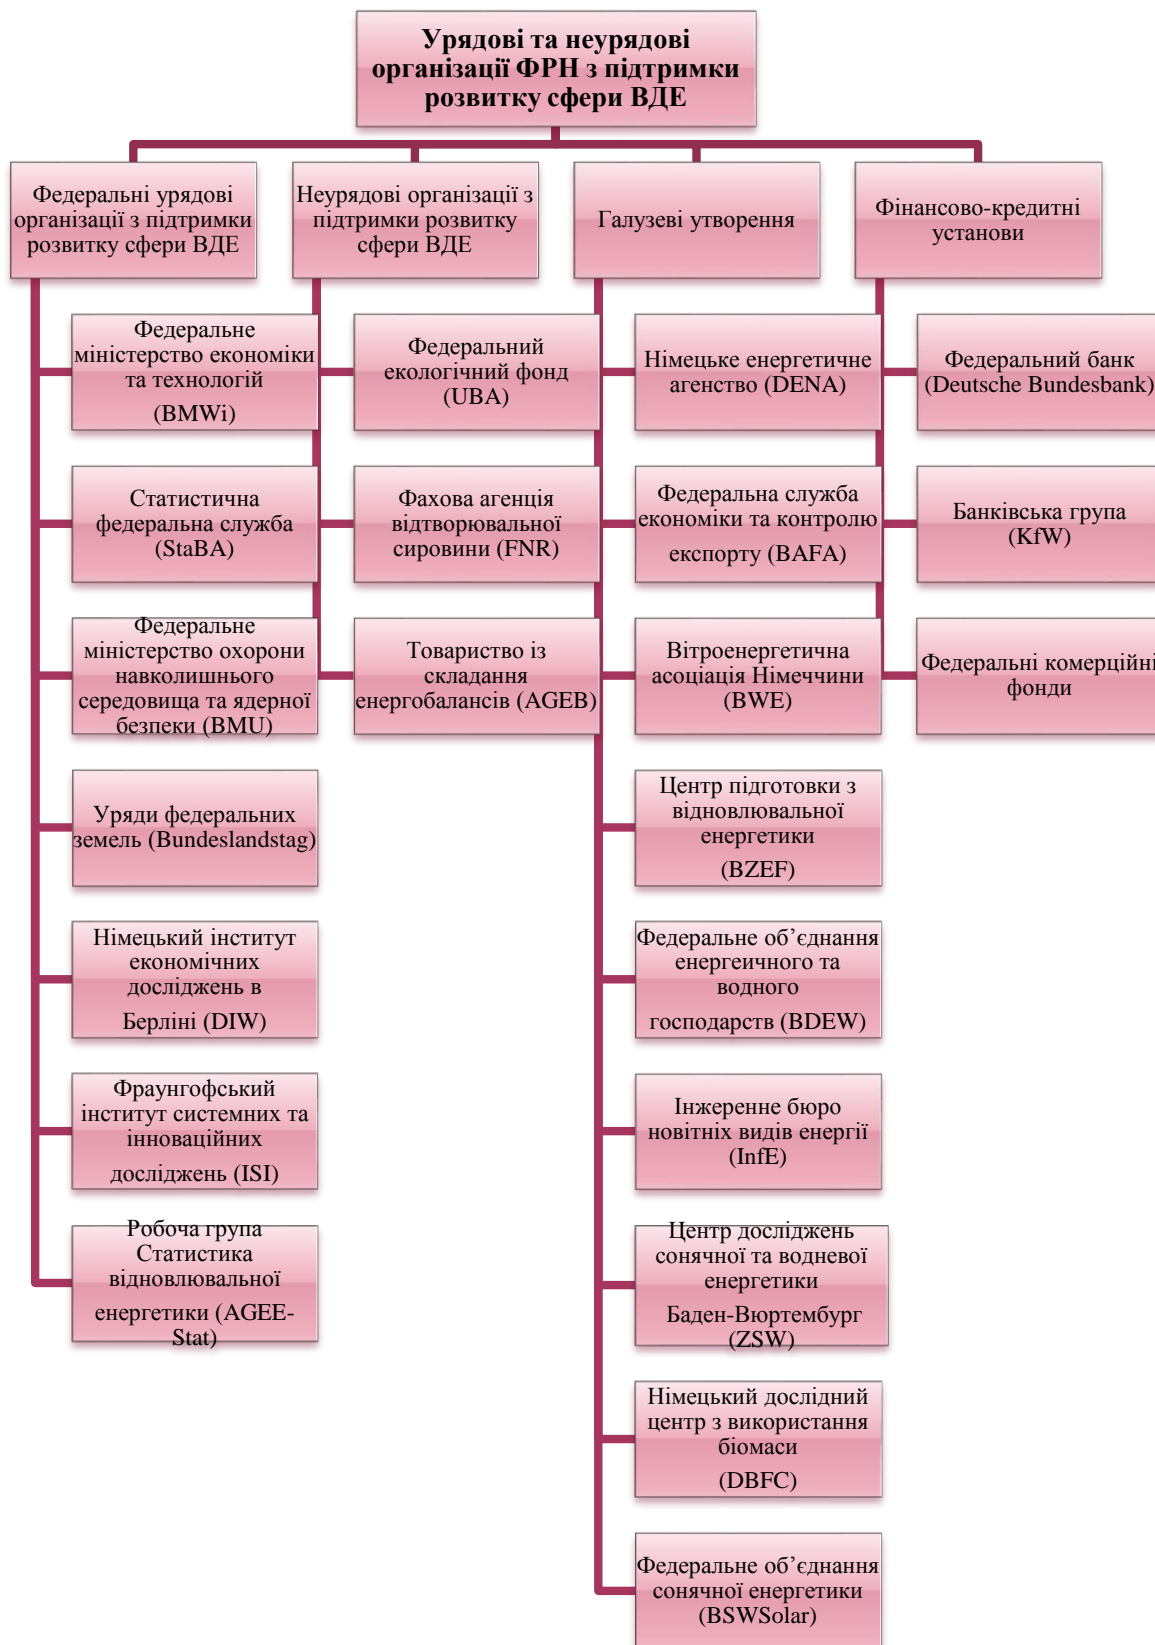 Урядові та неурядові
організації ФРН з підтримки
розвитку сфери ВДЕ
Федеральні урядові
організації з підтримки
розвитку сфери ВДЕ
Федеральне
міністерство економіки
та технологій
(BMWi)
Статистична
федеральна служба
(StaBA)
Федеральне
міністерство охорони
навколишнього
середовища та ядерної
безпеки (BMU)
Уряди федеральних
земель (Bundeslandstag)
Німецький інститут
економічних
досліджень в
Берліні (DIW)
Фраунгофський
інститут системних та
інноваційних
досліджень (ISI)
Робоча група
Статистика
відновлювальної
енергетики (AGEE-
Stat)
Неурядові організації з
підтримки розвитку
сфери ВДЕ
Федеральний
екологічний фонд
(UBA)
Фахова агенція
відтворювальної
сировини (FNR)
Товариство із
складання
енергобалансів (AGEB)
Галузеві утворення
Німецьке енергетичне
агенство (DENA)
Федеральна служба
економіки та контролю
експорту (BAFA)
Вітроенергетична
асоціація Німеччини
(BWE)
Центр підготовки з
відновлювальної
енергетики
(BZEF)
Федеральне об’єднання
енергеичного та
водного
господарств (BDEW)
Інжеренне бюро
новітніх видів енергії
(InfE)
Центр досліджень
сонячної та водневої
енергетики
Баден-Вюртембург
(ZSW)
Німецький дослідний
центр з використання
біомаси
(DBFC)
Федеральне об’єднання
сонячної енергетики
(BSWSolar)
Фінансово-кредитні
установи
Федеральний банк
(Deutsche Bundesbank)
Банківська група
(KfW)
Федеральні комерційні
фонди